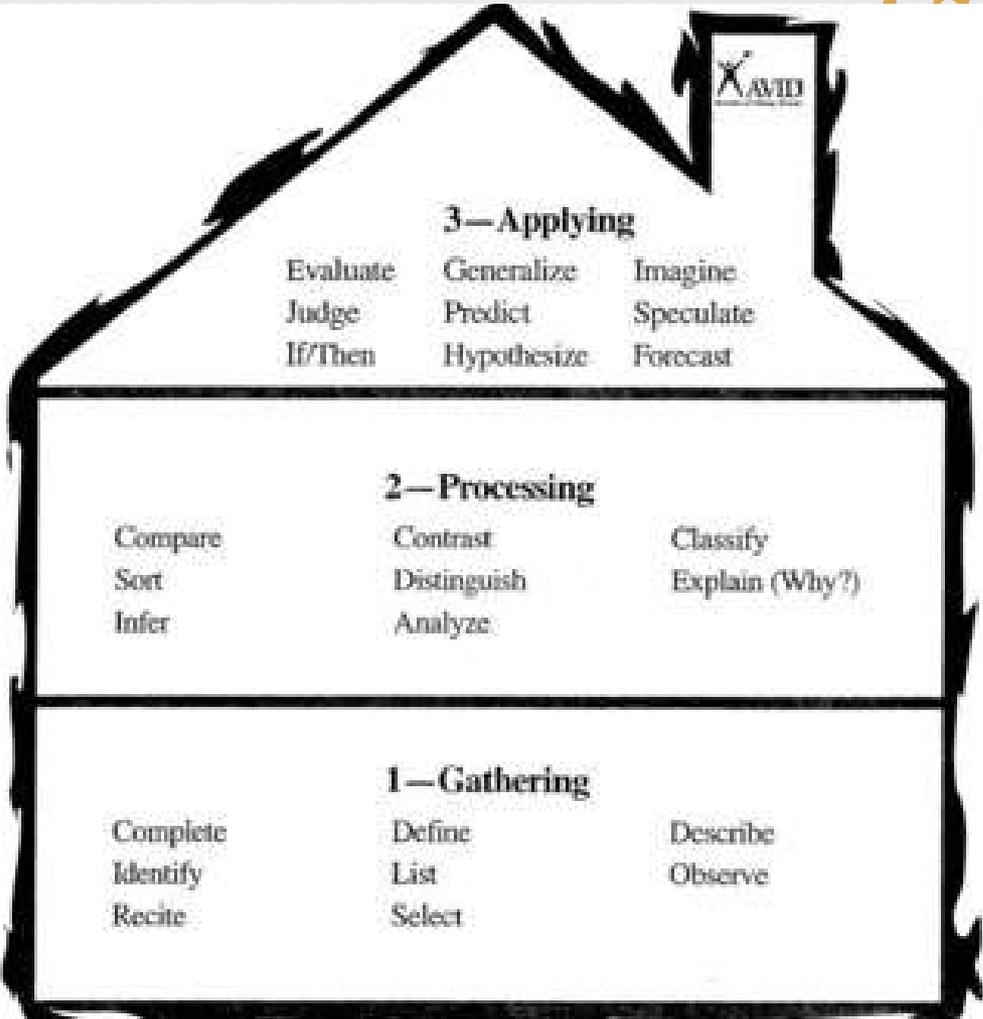 AVID
3—Applying
Evaluate Generalize Imagine
Judge Predict Speculate
If/Then Hypothesize Forecast
2—Processing
Compare Contrast Classify
Sort Distinguish Explain (Why?)
Infer Analyze
1—Gathering
Complete Define Describe
Identify List Observe
Recite Select